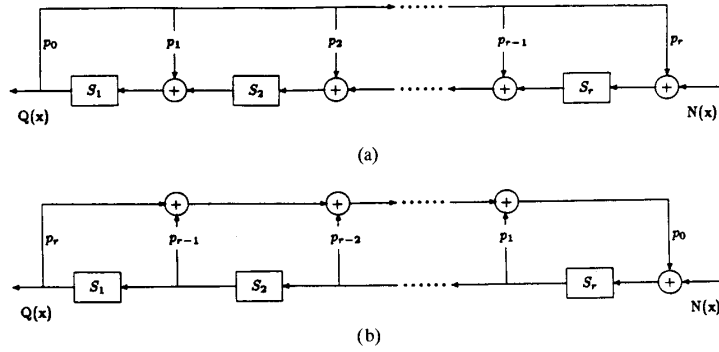 p₀ p₁ p₂ pᵣ₋₁ pᵣ
S₁ + S₂ + + Sᵣ +
Q(x) N(x)
(a)
+ + +
pᵣ pᵣ₋₁ pᵣ₋₂ p₁ p₀
S₁ S₂ Sᵣ +
Q(x) N(x)
(b)